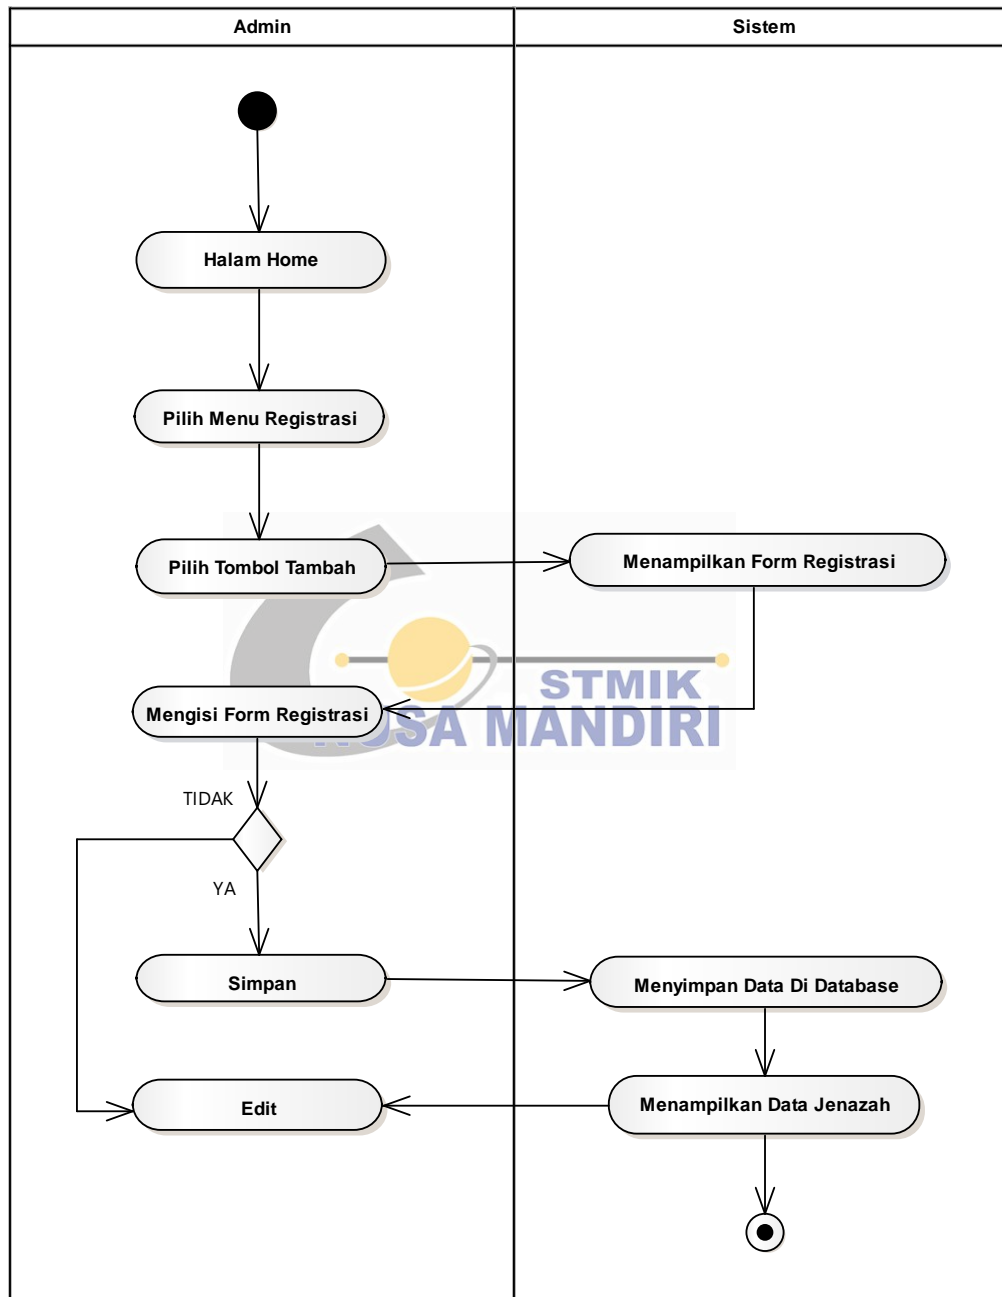 Admin
Sistem
Halam Home
Pilih Menu Registrasi
Pilih Tombol Tambah
Menampilkan Form Registrasi
STMIK
NUSA MANDIRI
Mengisi Form Registrasi
TIDAK
YA
Simpan
Menyimpan Data Di Database
Edit
Menampilkan Data Jenazah